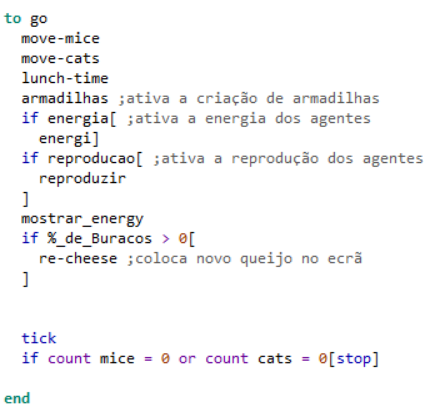 to go
move-mice
move-cats
lunch-time
armadilhas ;ativa a criação de armadilhas
if energia[ ;ativa a energia dos agentes
energi]
if reproducao[ ;ativa a reprodução dos agentes
reproduzir
]
mostrar_energy
if %_de_Buracos > 0[
re-cheese ;coloca novo queijo no ecrã
]
tick
if count mice = 0 or count cats = 0[stop]
end